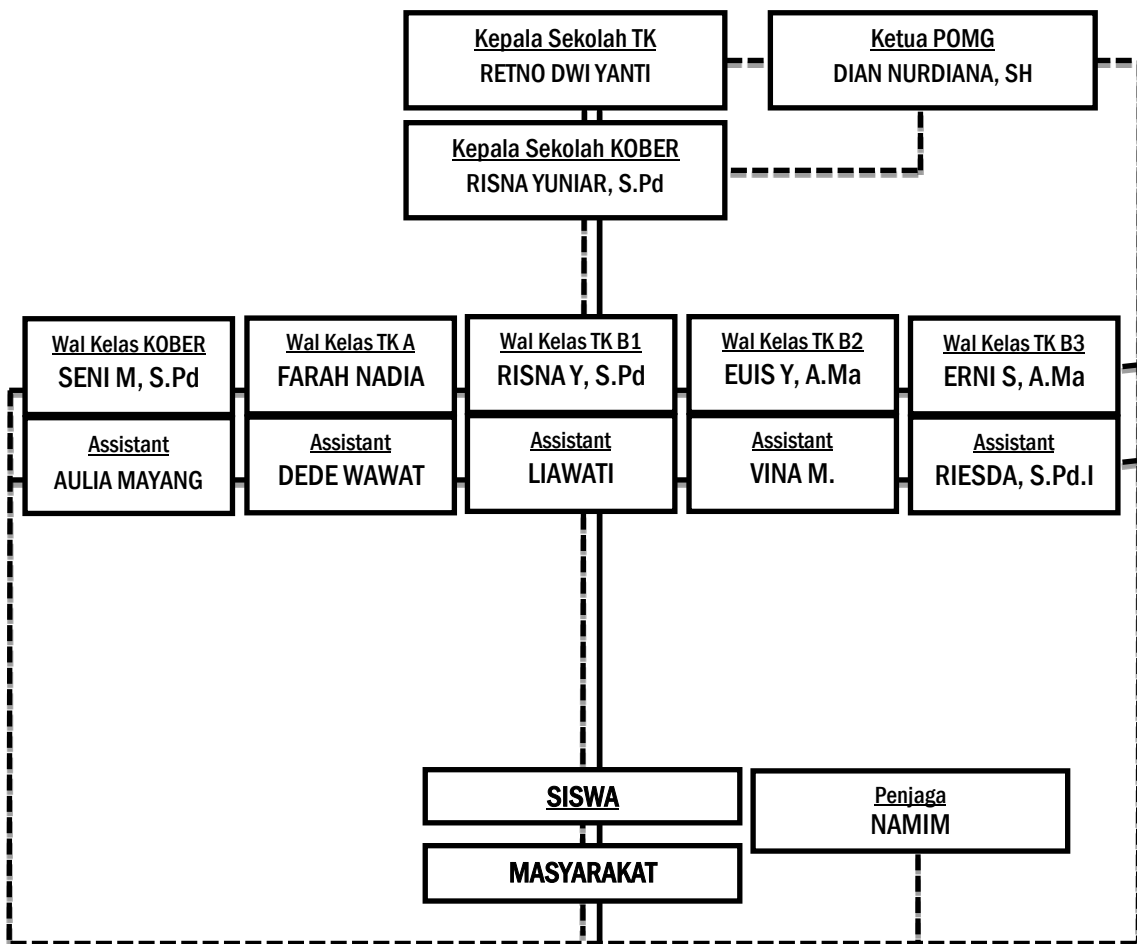 Kepala Sekolah TK
RETNO DWI YANTI
Ketua POMG
DIAN NURDIANA, SH
Kepala Sekolah KOBER
RISNA YUNIAR, S.Pd
Wal Kelas KOBER
SENI M, S.Pd
Wal Kelas TK A
FARAH NADIA
Wal Kelas TK B1
RISNA Y, S.Pd
Wal Kelas TK B2
EUIS Y, A.Ma
Wal Kelas TK B3
ERNI S, A.Ma
Assistant
AULIA MAYANG
Assistant
DEDE WAWAT
Assistant
LIAWATI
Assistant
VINA M.
Assistant
RIESDA, S.Pd.I
SISWA
Penjaga
NAMIM
MASYARAKAT